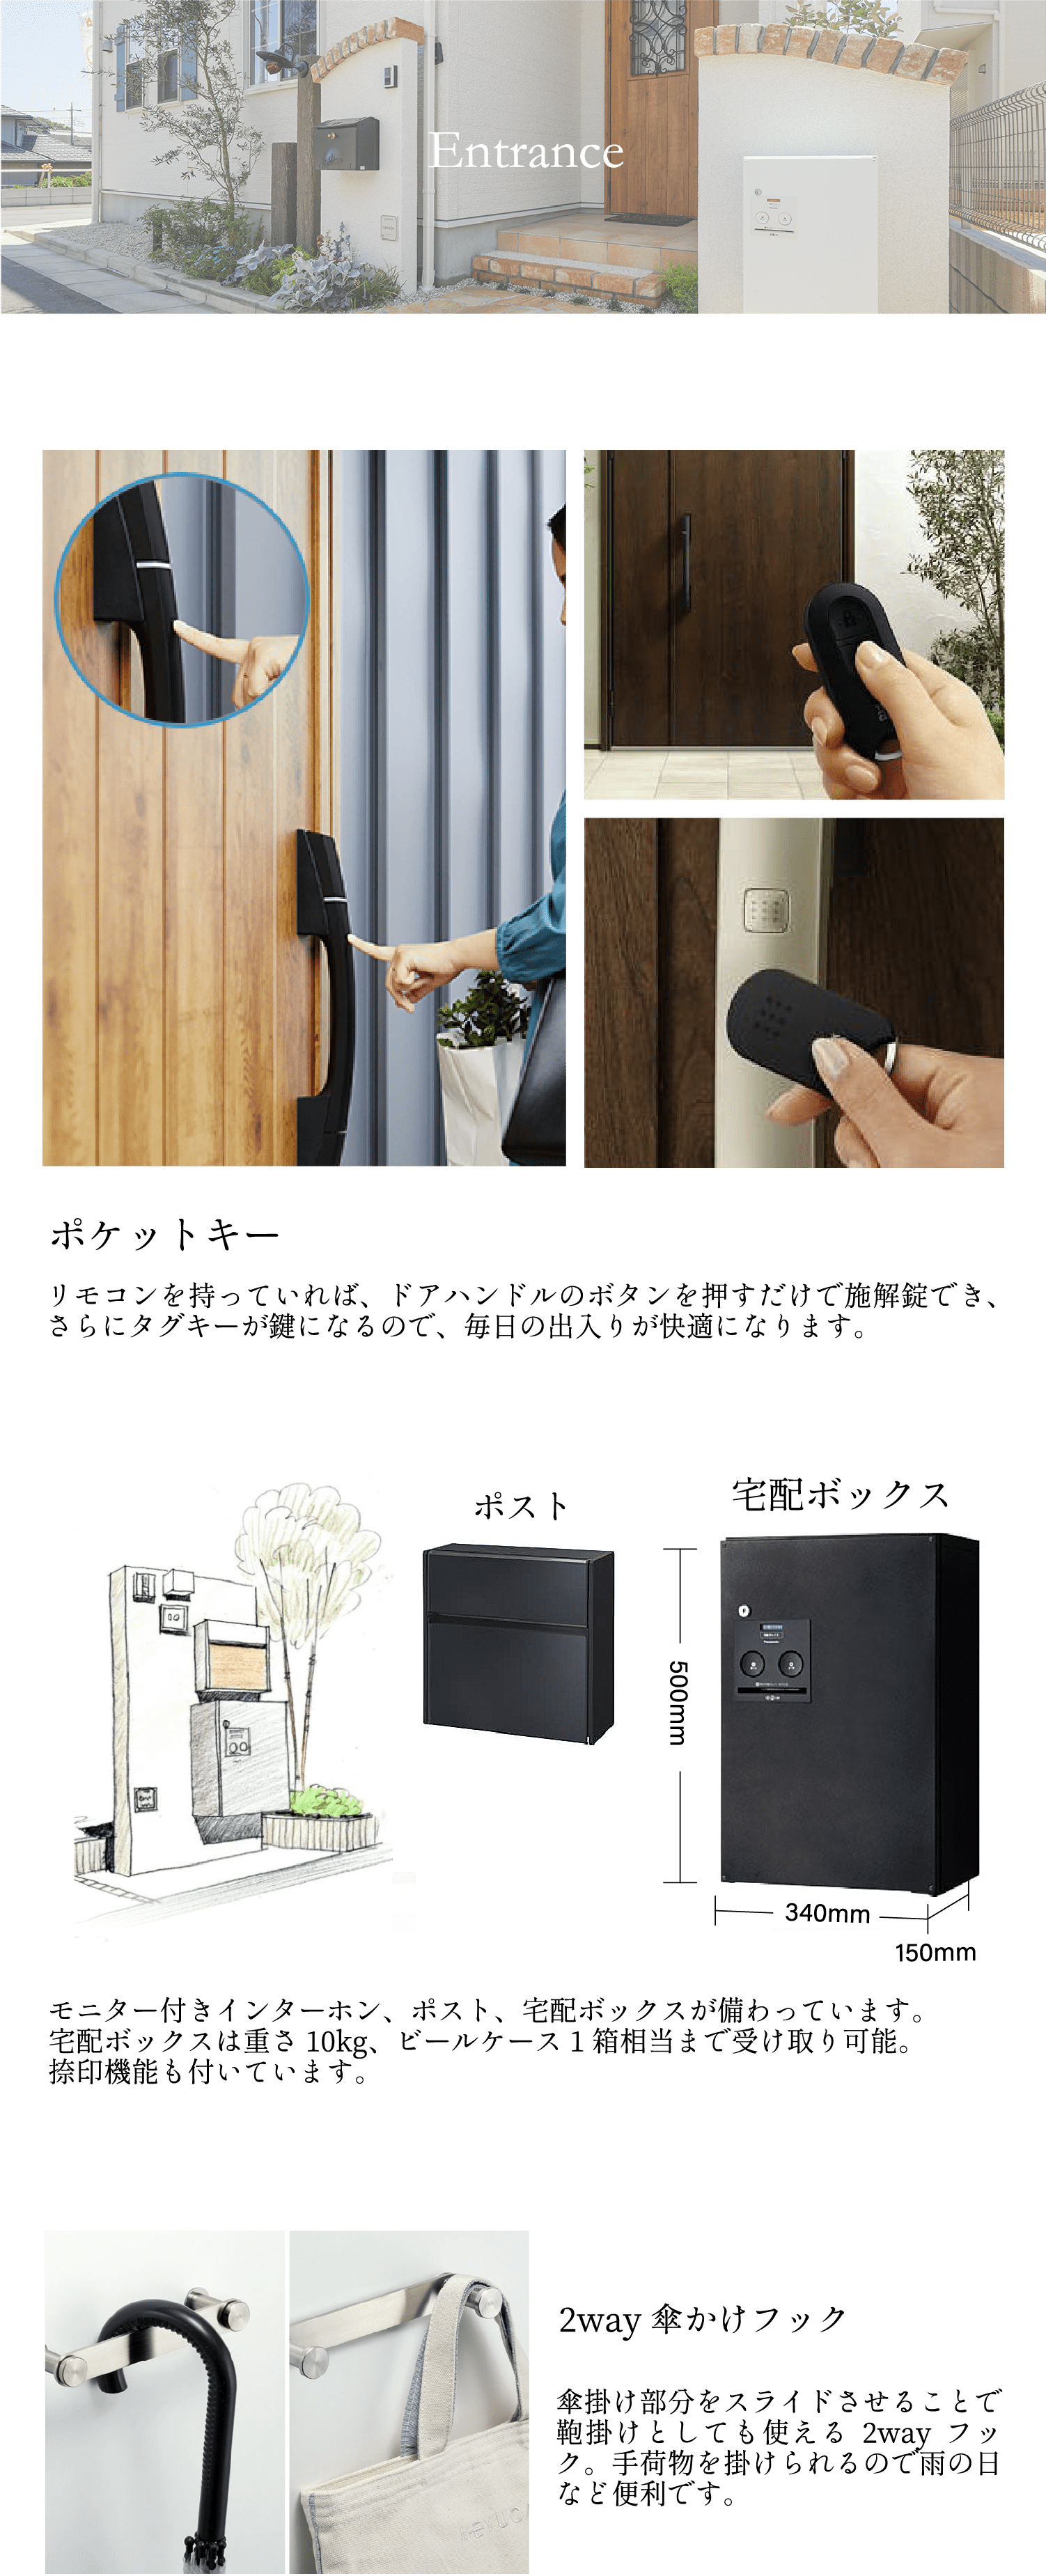 Entrance
ポケットキー
リモコンを持っていれば、ドアハンドルのボタンを押すだけで施解錠でき、
さらにタグキーが鍵になるので、毎日の出入りが快適になります。
ポスト
宅配ボックス
500mm
340mm
150mm
モニター付きインターホン、ポスト、宅配ボックスが備わっています。
宅配ボックスは重さ 10kg、ビールケース 1 箱相当まで受け取り可能。
捺印機能も付いています。
2way 傘かけフック
傘掛け部分をスライドさせることで
鞄掛けとしても使える 2way フッ
ク。手荷物を掛けられるので雨の日
など便利です。